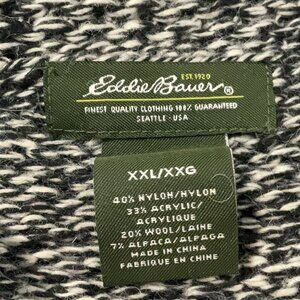 EST. 1920
Eddie Bauer®
FINEST QUALITY CLOTHING 100% GUARANTEED
SEATTLE · USA
XXL/XXG
40% NYLON/NYLON
33% ACRYLIC/
ACRYLIQUE
20% WOOL/LAINE
7% ALPACA/ALPAGA
MADE IN CHINA
FABRIQUE EN CHINE